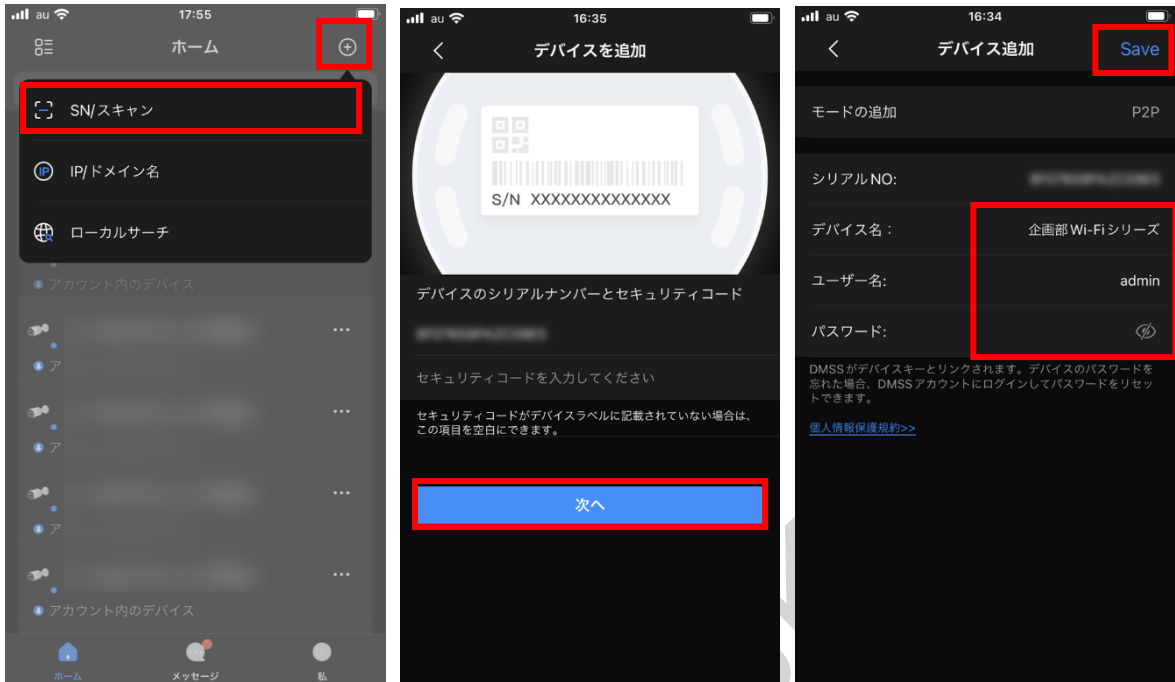 au
17:55
ホーム
SN/スキャン
IP
IP/ドメイン名
ローカルサーチ
アカウント内のデバイス
ア
ア
ア
アカウント内のデバイス
ホーム
メッセージ
私
au
16:35
デバイスを追加
S/N XXXXXXXXXXXXXX
デバイスのシリアルナンバーとセキュリティコード
セキュリティコードを入力してください
セキュリティコードがデバイスラベルに記載されていない場合は、
この項目を空白にできます。
次へ
au
16:34
デバイス追加
Save
モードの追加
P2P
シリアルNO:
デバイス名：
企画部Wi-Fiシリーズ
ユーザー名:
admin
パスワード:
DMSSがデバイスキーとリンクされます。デバイスのパスワードを
忘れた場合、DMSSアカウントにログインしてパスワードをリセッ
トできます。
個人情報保護規約>>